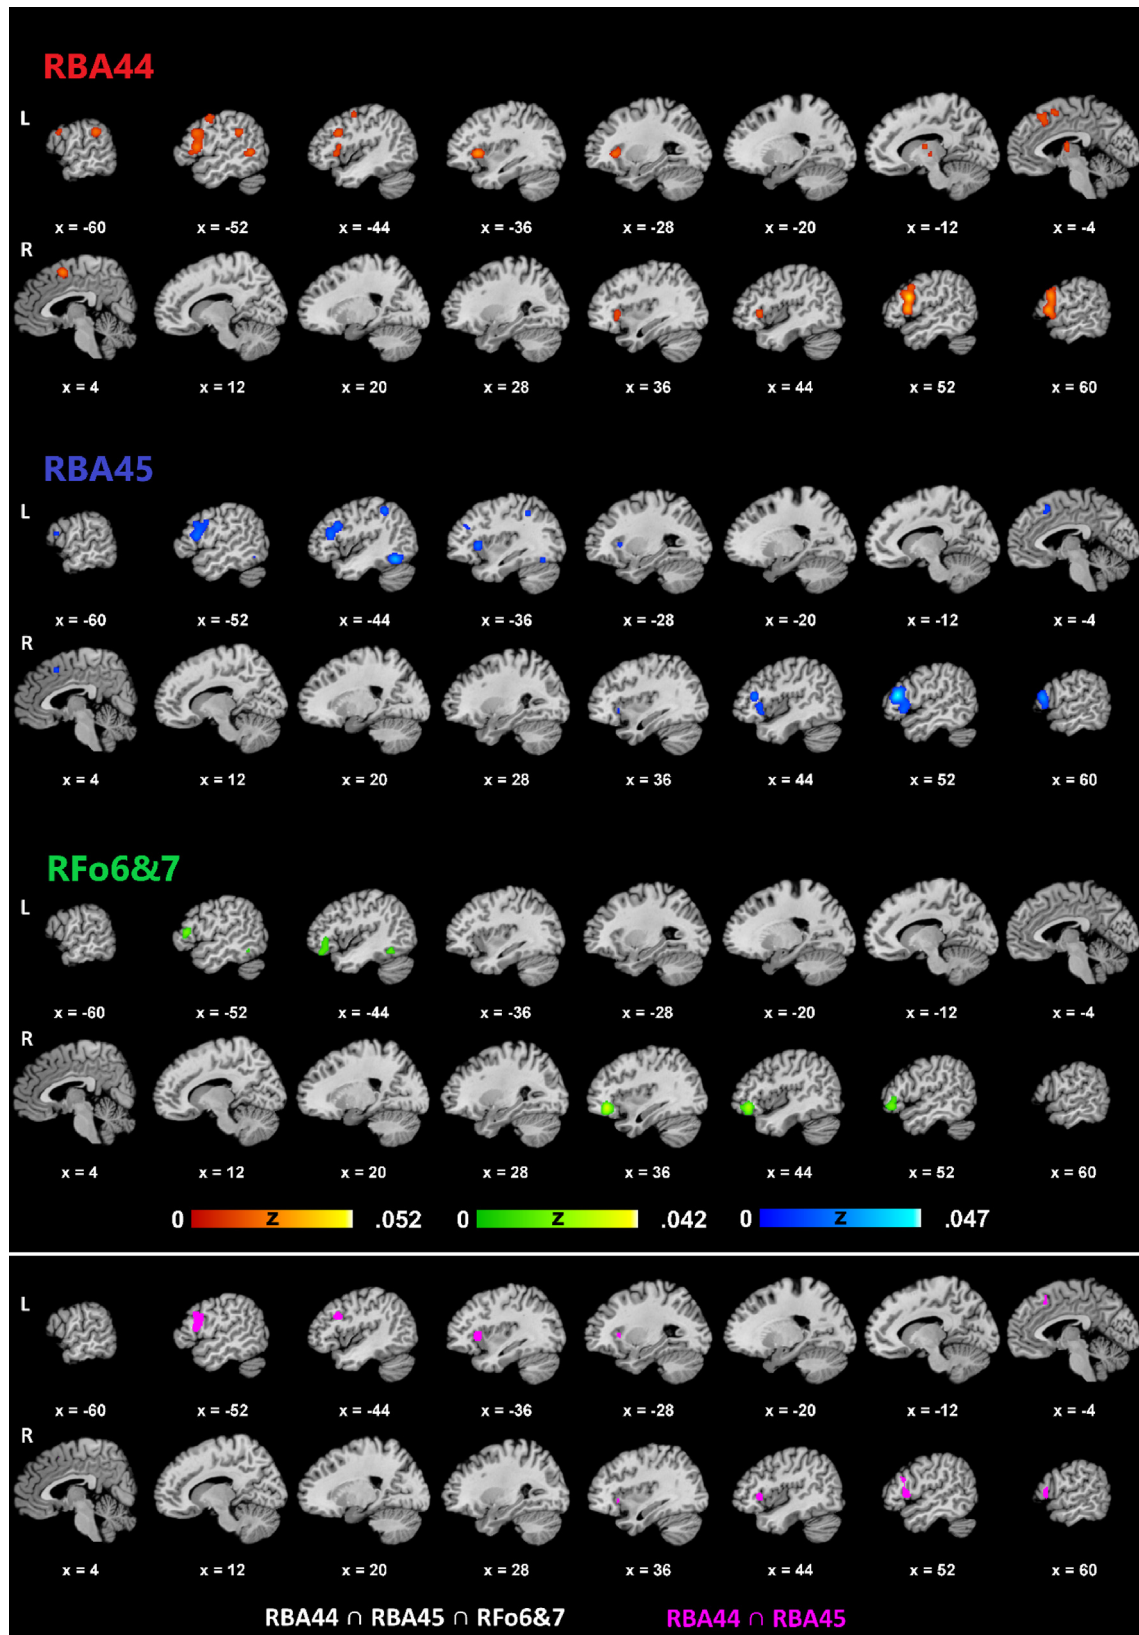 RBA44
L
x = -60 x = -52 x = -44 x = -36 x = -28 x = -20 x = -12 x = -4
R
x = 4 x = 12 x = 20 x = 28 x = 36 x = 44 x = 52 x = 60
RBA45
L
x = -60 x = -52 x = -44 x = -36 x = -28 x = -20 x = -12 x = -4
R
x = 4 x = 12 x = 20 x = 28 x = 36 x = 44 x = 52 x = 60
RFo6&7
L
x = -60 x = -52 x = -44 x = -36 x = -28 x = -20 x = -12 x = -4
R
x = 4 x = 12 x = 20 x = 28 x = 36 x = 44 x = 52 x = 60
0 Z .052 0 Z .042 0 Z .047
L
x = -60 x = -52 x = -44 x = -36 x = -28 x = -20 x = -12 x = -4
R
x = 4 x = 12 x = 20 x = 28 x = 36 x = 44 x = 52 x = 60
RBA44 ∩ RBA45 ∩ RFo6&7 RBA44 ∩ RBA45